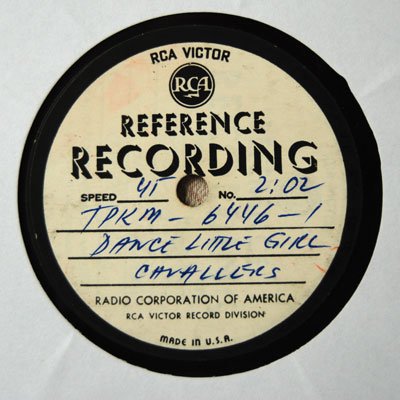 RCA VICTOR
RCA
REFERENCE
RECORDING
SPEED 45 NO. 2:02
TPKM - 6446-1
DANCE LITTLE GIRL
CAVALLERS
RADIO CORPORATION OF AMERICA
RCA VICTOR RECORD DIVISION
MADE IN U.S.A.